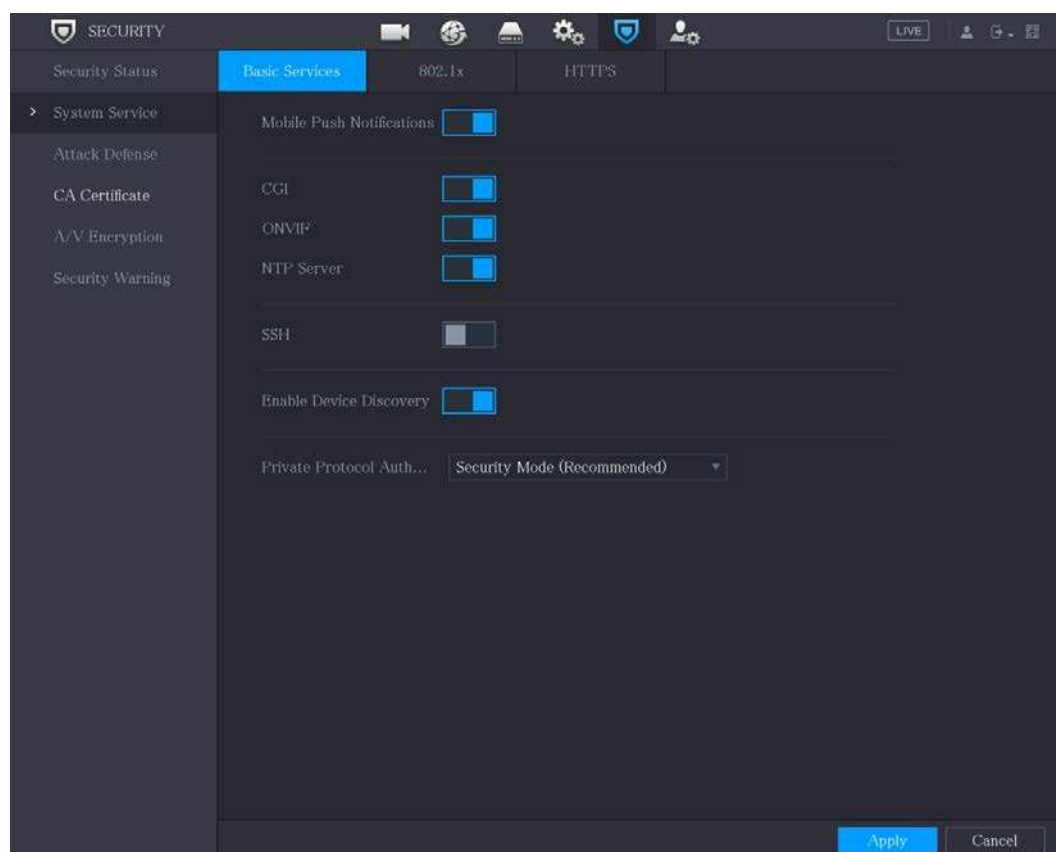 SECURITY
LIVE
Security Status
Basic Services 802.1x HTTPS
System Service
Mobile Push Notifications
Attack Defense
CA Certificate
CGI
A/V Encryption
ONVIF
Security Warning
NTP Server
SSH
Enable Device Discovery
Private Protocol Auth... Security Mode (Recommended)
Apply Cancel